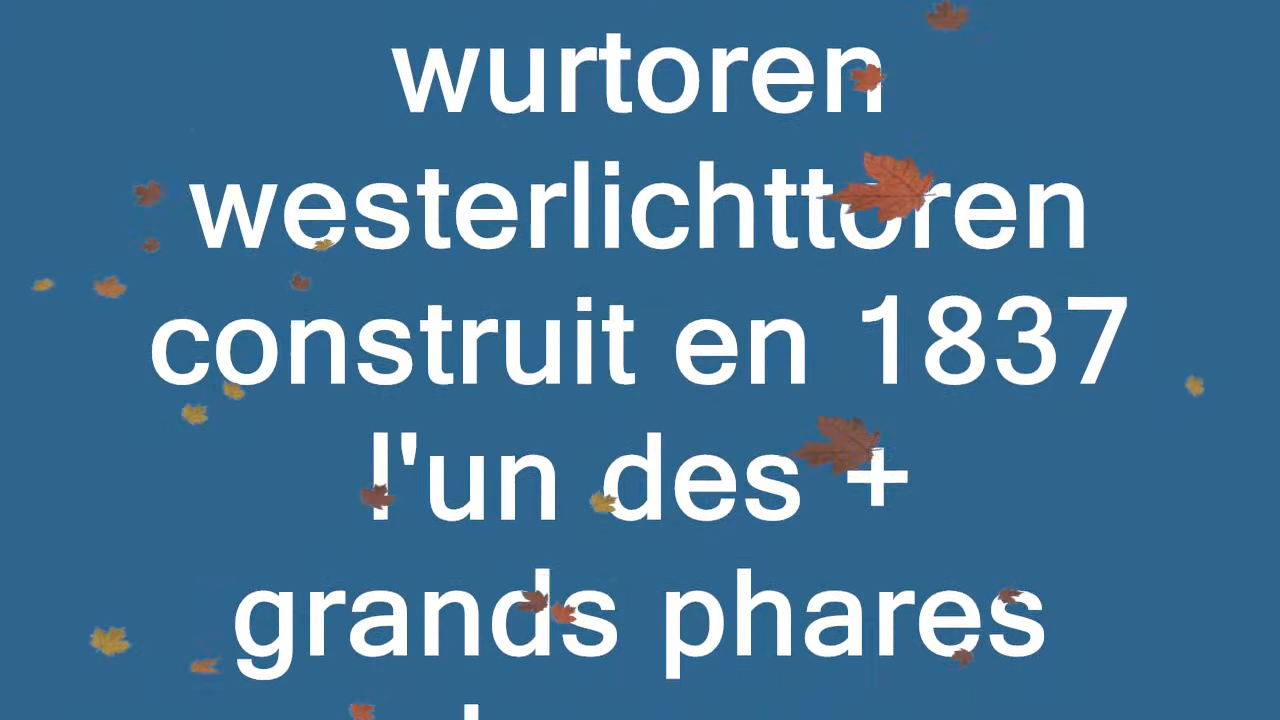 wurtoren
westerlichttoren
construit en 1837
l'un des +
grands phares